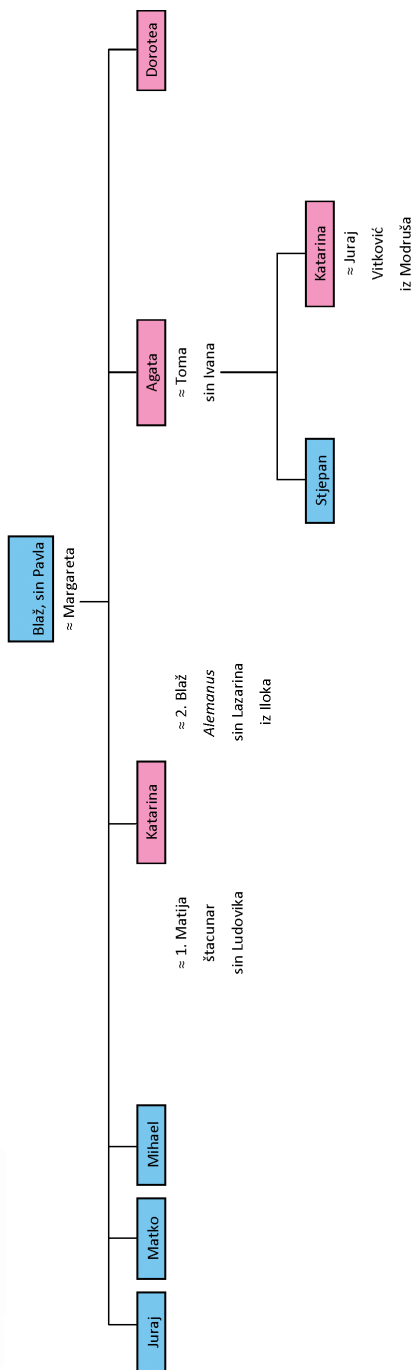 Blaž, sin Pavla
≈ Margareta
Juraj
Matko
Mihael
Katarina
≈ 1. Matija
štacunar
sin Ludovika
≈ 2. Blaž
Alemanus
sin Lazarina
iz Iloka
Agata
≈ Toma
sin Ivana
Dorotea
Stjepan
Katarina
≈ Juraj
Vitković
iz Modruša